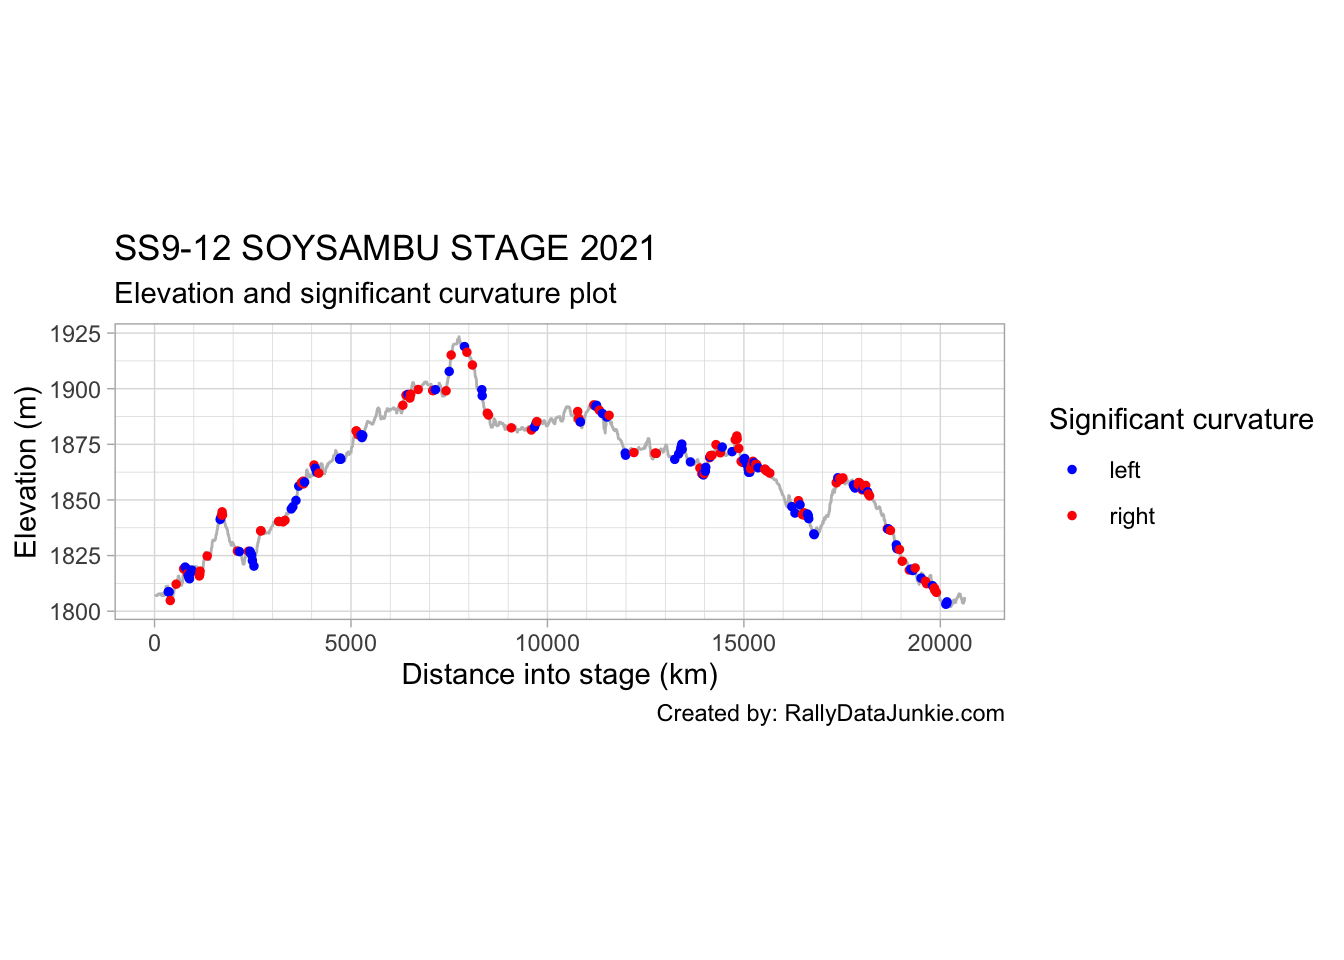 SS9-12 SOYSAMBU STAGE 2021
Elevation and significant curvature plot
1925
1900
1875
1850
1825
1800
Elevation (m)
0 5000 10000 15000 20000
Distance into stage (km)
Created by: RallyDataJunkie.com
Significant curvature
left
right